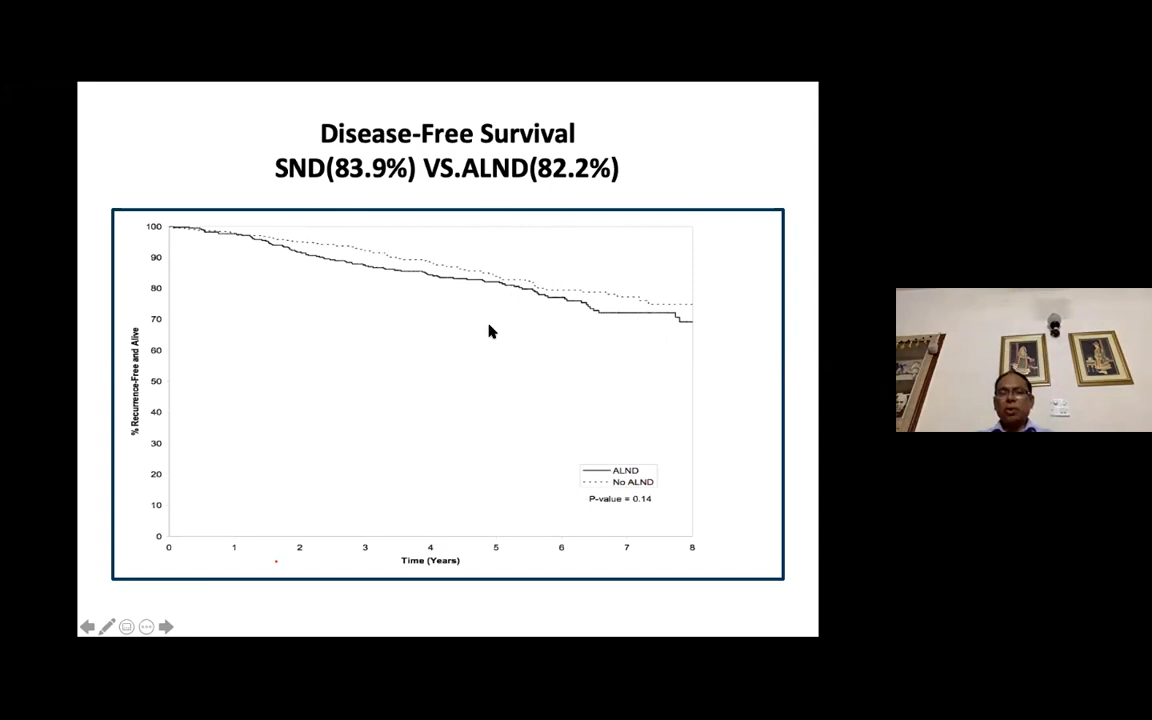 Disease-Free Survival
SND(83.9%) VS.ALND(82.2%)
100
90
80
70
60
50
40
30
20
10
0
% Recurrence-Free and Alive
ALND
No ALND
P-value = 0.14
0 1 2 3 4 5 6 7 8
Time (Years)